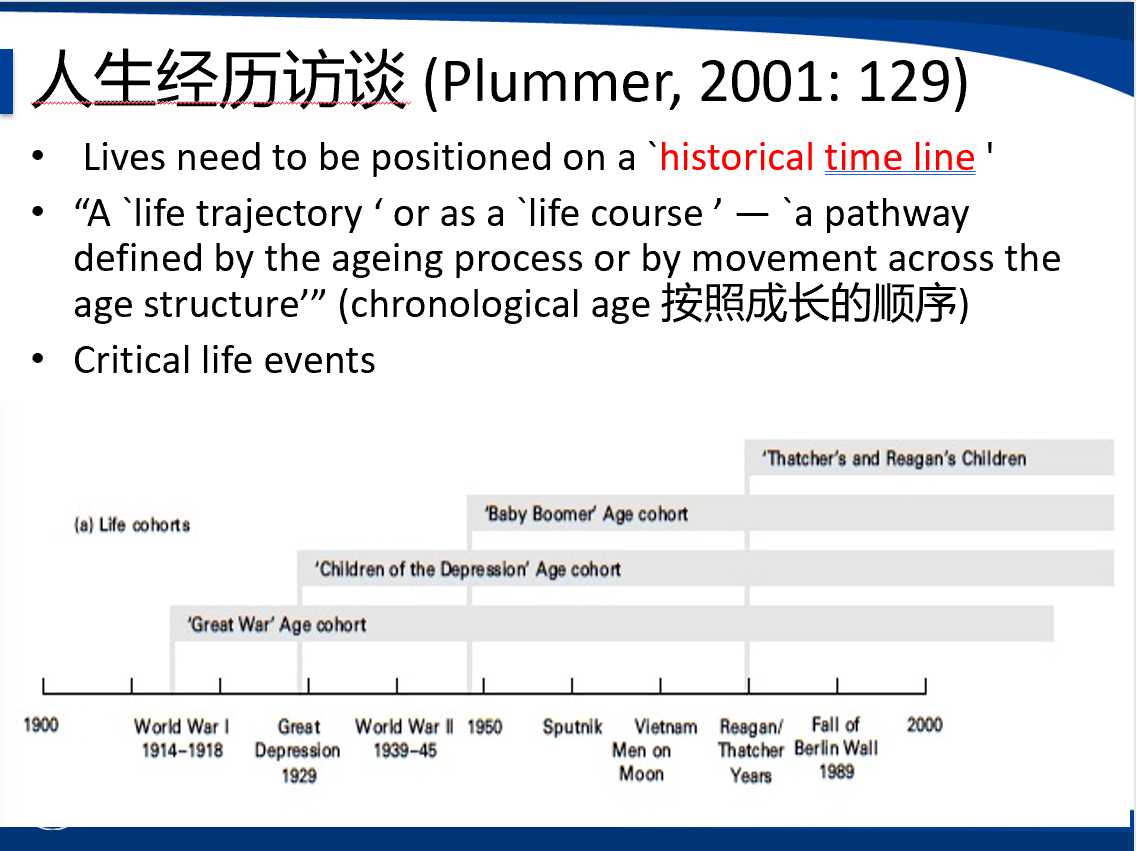 人生经历访谈 (Plummer, 2001: 129)
• Lives need to be positioned on a `historical time line '
• “A `life trajectory ‘ or as a `life course ’ — `a pathway
defined by the ageing process or by movement across the
age structure’” (chronological age 按照成长的顺序)
• Critical life events
‘Thatcher’s and Reagan’s Children
‘Baby Boomer’ Age cohort
(a) Life cohorts
‘Children of the Depression’ Age cohort
‘Great War’ Age cohort
1900
World War I
1914–1918
Great
Depression
1929
World War II
1939–45
1950
Sputnik
Vietnam
Men on
Moon
Reagan/
Thatcher
Years
Fall of
Berlin Wall
1989
2000